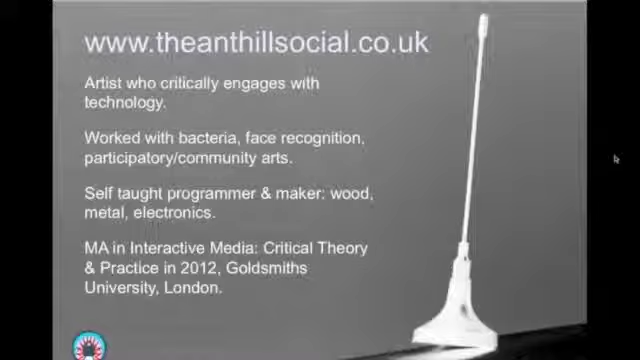 www.theanthillsocial.co.uk
Artist who critically engages with
technology.
Worked with bacteria, face recognition,
participatory/community arts.
Self taught programmer & maker: wood,
metal, electronics.
MA in Interactive Media: Critical Theory
& Practice in 2012, Goldsmiths
University, London.